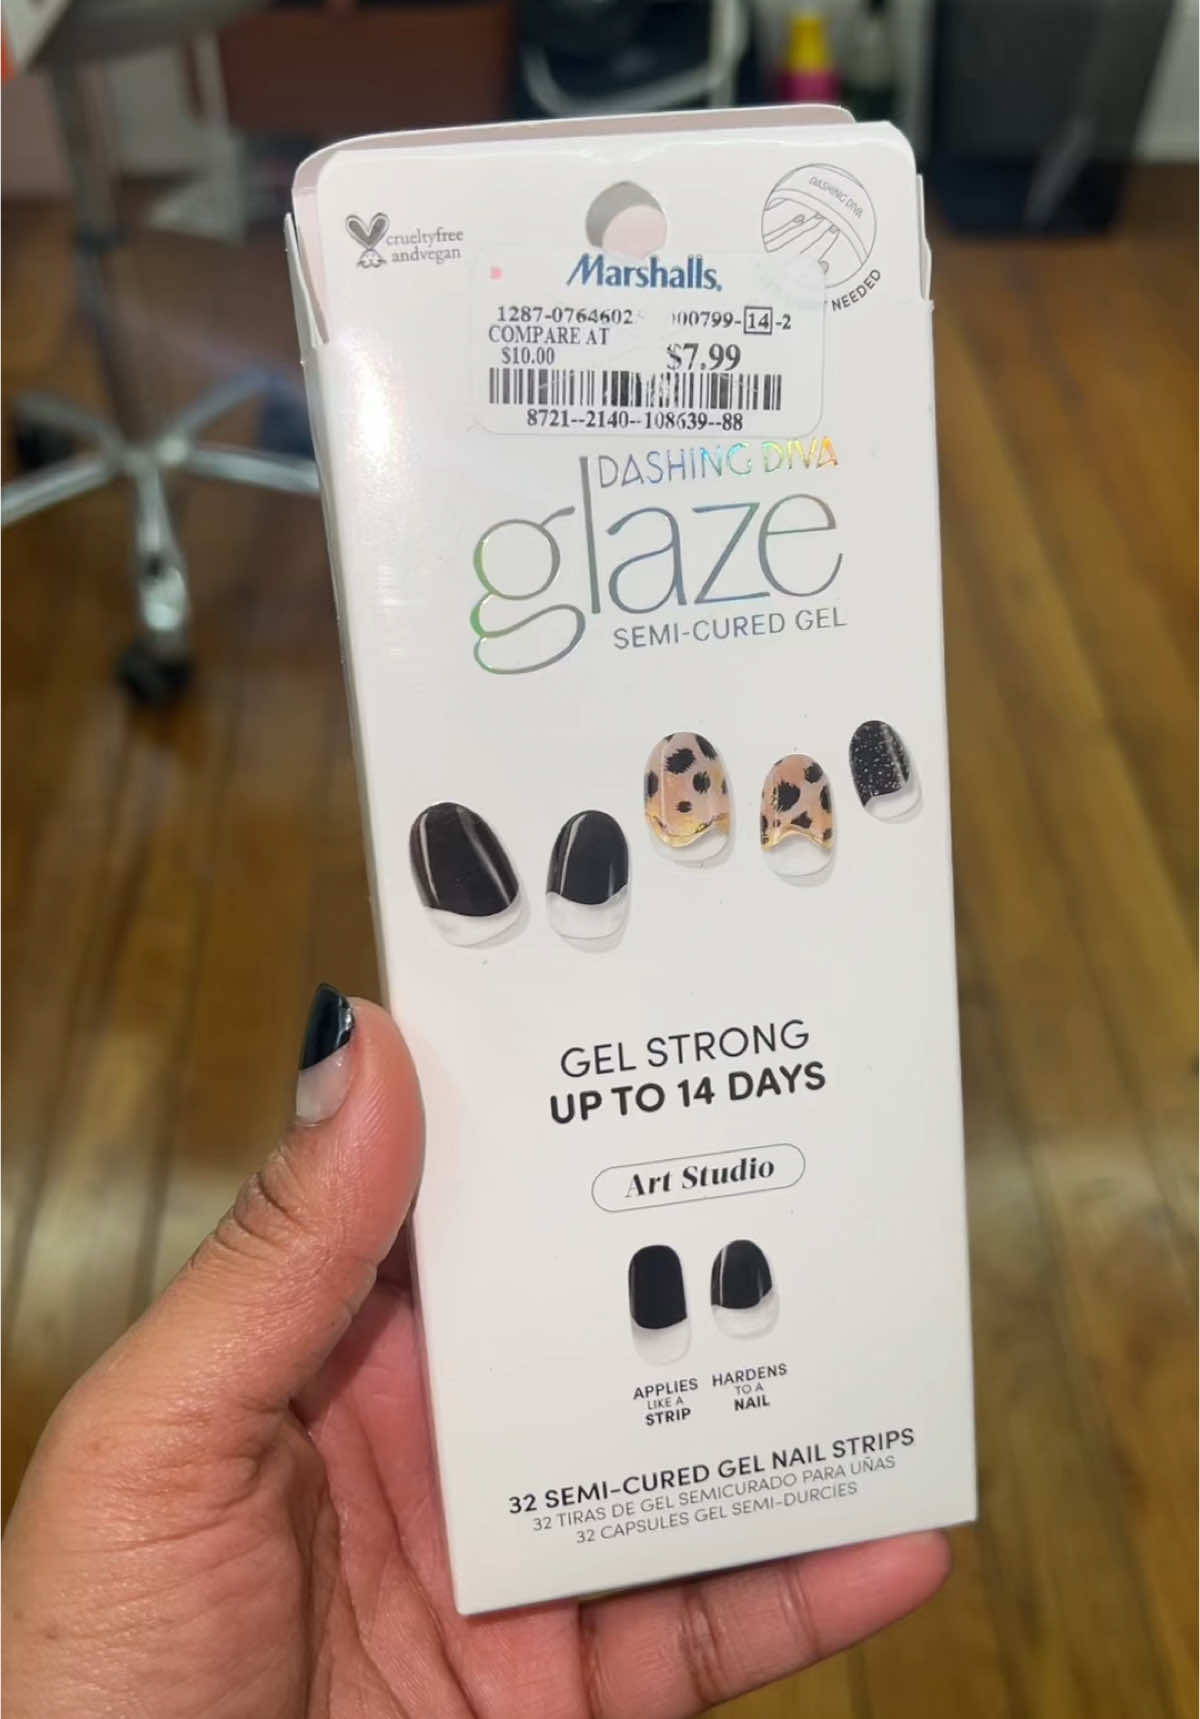 crueltyfree
andvegan
DASHING DIVA
NEEDED
Marshalls.
1287-0764602 00799-14-2
COMPARE AT
$10.00 $7.99
8721--2140--108639--88
DASHING DIVA
glaze
SEMI-CURED GEL
GEL STRONG
UP TO 14 DAYS
Art Studio
APPLIES
LIKE A
STRIP
HARDENS
TO A
NAIL
32 SEMI-CURED GEL NAIL STRIPS
32 TIRAS DE GEL SEMICURADO PARA UÑAS
32 CAPSULES GEL SEMI-DURCIES